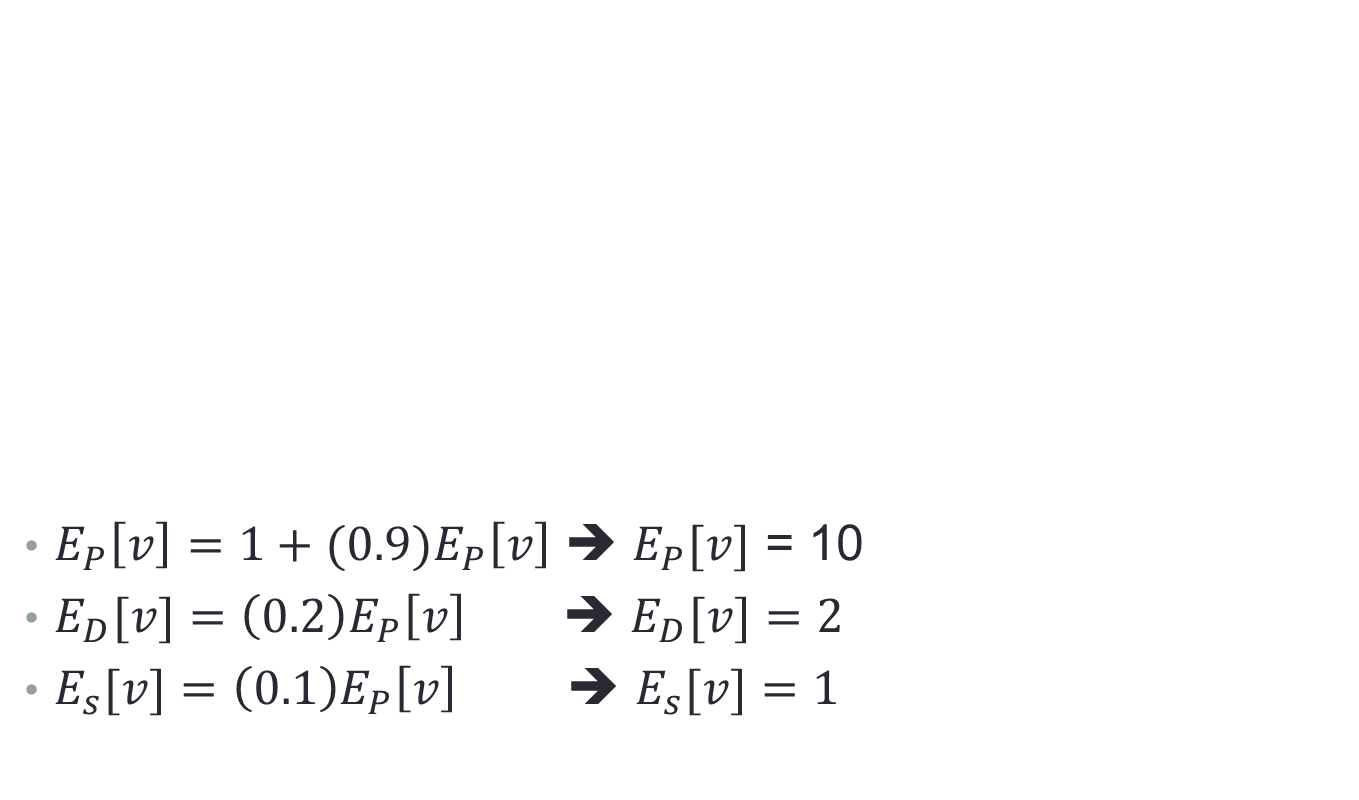 • E_P[v] = 1 + (0.9)E_P[v] ➔ E_P[v] = 10
• E_D[v] = (0.2)E_P[v] ➔ E_D[v] = 2
• E_s[v] = (0.1)E_P[v] ➔ E_s[v] = 1